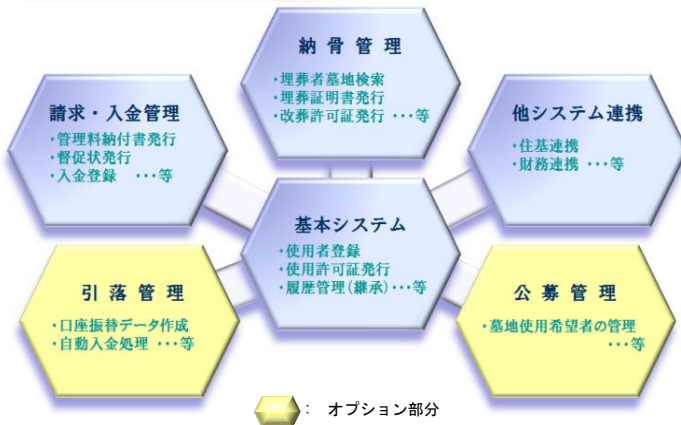 納骨管理
・埋葬者墓地検索
・埋葬証明書発行
・改葬許可証発行 ・・・等
請求・入金管理
・管理料納付書発行
・督促状発行
・入金登録 ・・・等
他システム連携
・住基連携
・財務連携 ・・・等
基本システム
・使用者登録
・使用許可証発行
・履歴管理(継承)・・・等
引落管理
・口座振替データ作成
・自動入金処理 ・・・等
公募管理
・墓地使用希望者の管理
・・・等
： オプション部分